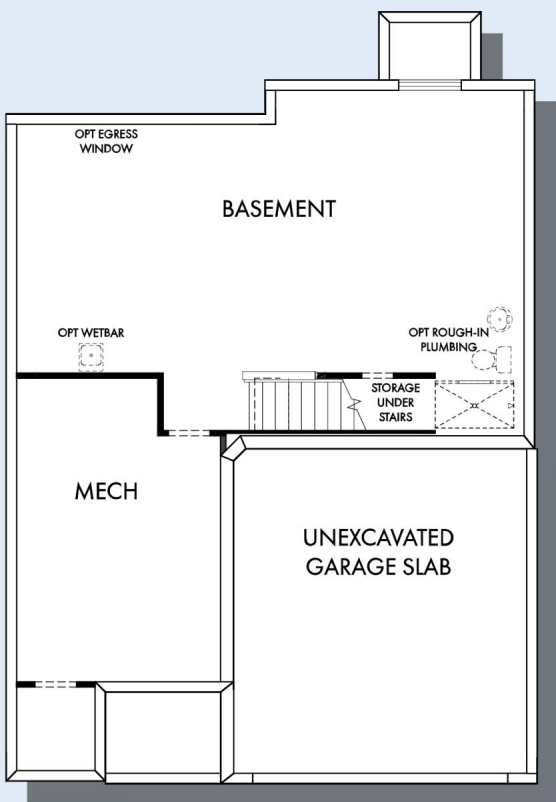 OPT EGRESS
WINDOW
BASEMENT
OPT WETBAR
OPT ROUGH-IN
PLUMBING
STORAGE
UNDER
STAIRS
MECH
UNEXCAVATED
GARAGE SLAB